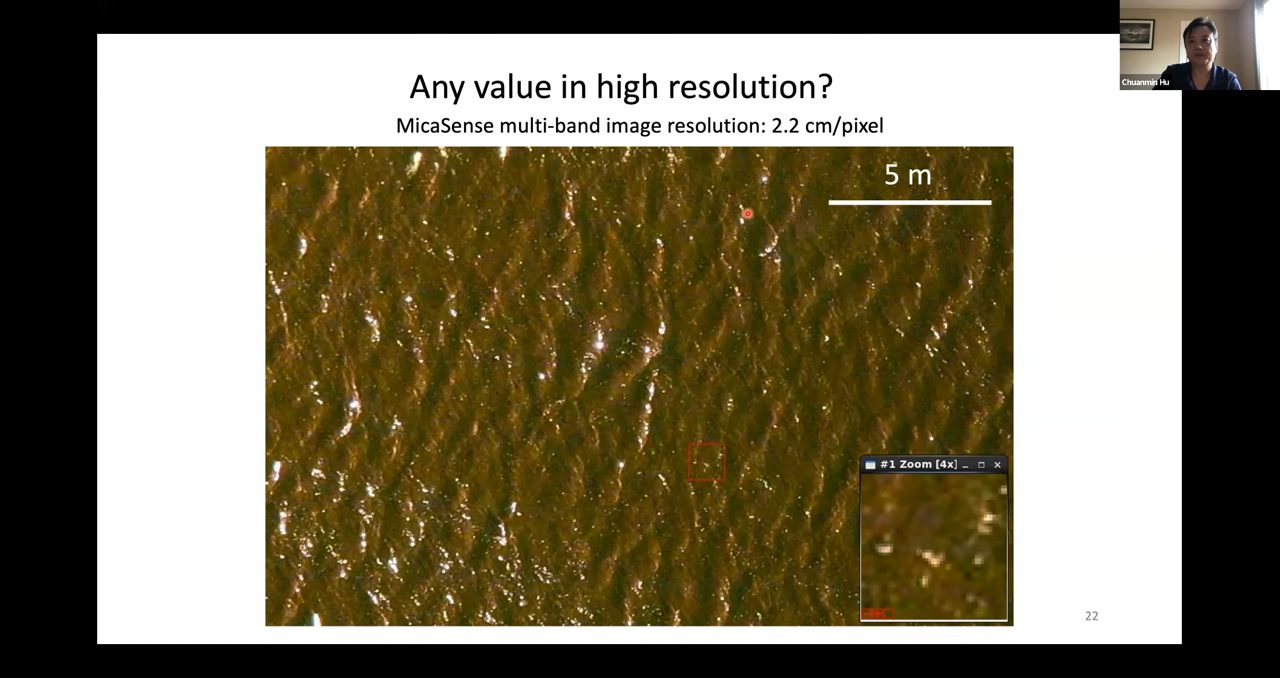 Chuanmin Hu
Any value in high resolution?
MicaSense multi-band image resolution: 2.2 cm/pixel
5 m
#1 Zoom [4x]
22